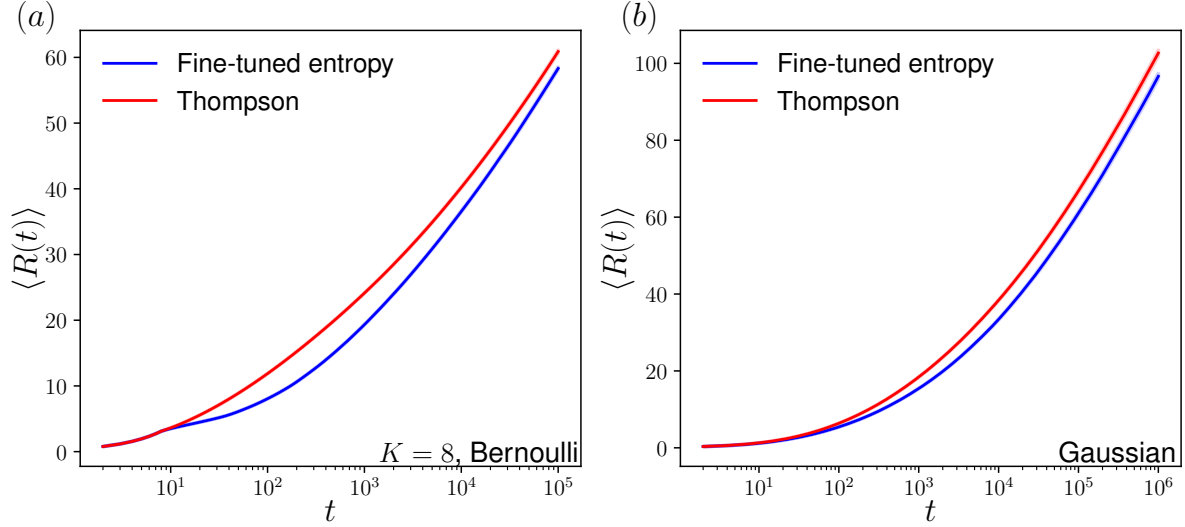 (a)
⟨R(t)⟩
60
50
40
30
20
10
0
Fine-tuned entropy
Thompson
K = 8, Bernoulli
10^1
10^2
10^3
10^4
10^5
t
(b)
⟨R(t)⟩
100
80
60
40
20
0
Fine-tuned entropy
Thompson
Gaussian
10^1
10^2
10^3
10^4
10^5
10^6
t